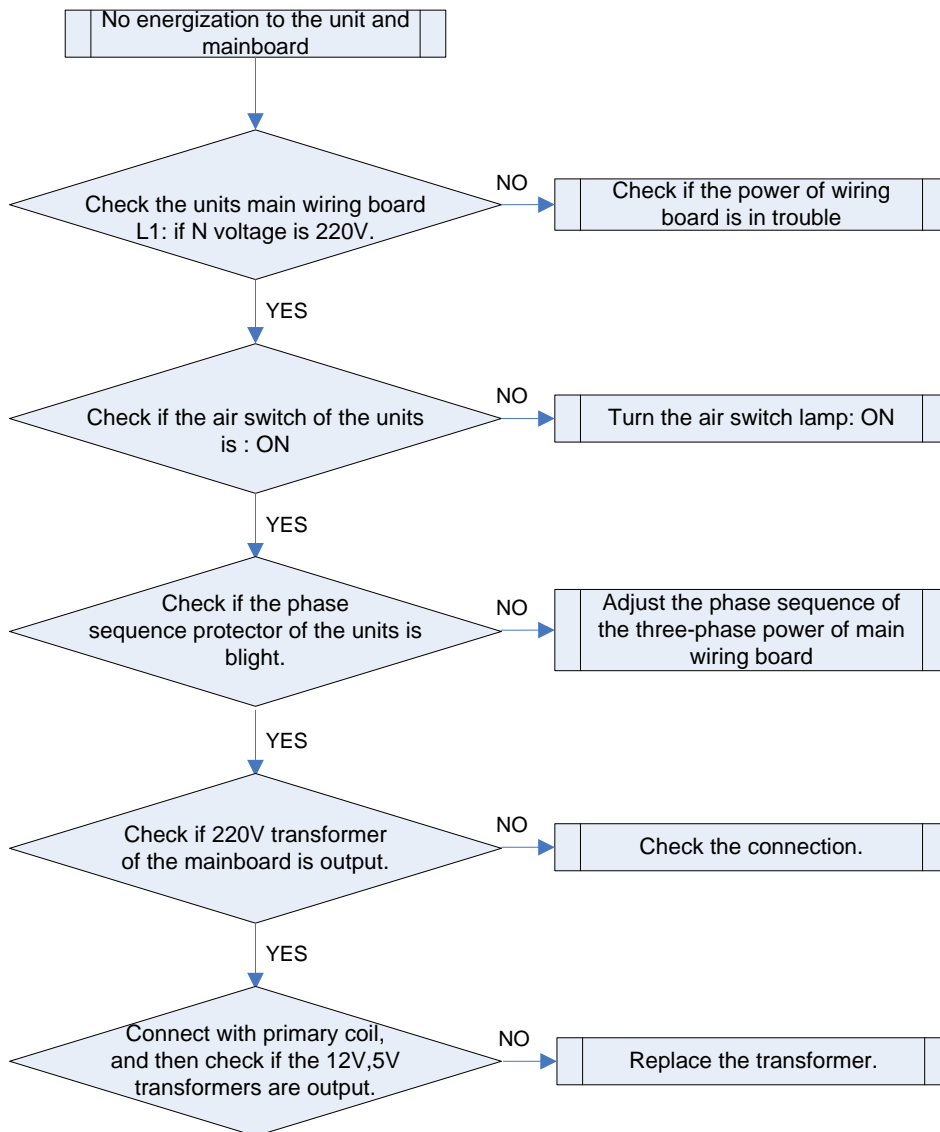 No energization to the unit and
mainboard
Check the units main wiring board
L1: if N voltage is 220V.
NO
Check if the power of wiring
board is in trouble
YES
Check if the air switch of the units
is : ON
NO
Turn the air switch lamp: ON
YES
Check if the phase
sequence protector of the units is
blight.
NO
Adjust the phase sequence of
the three-phase power of main
wiring board
YES
Check if 220V transformer
of the mainboard is output.
NO
Check the connection.
YES
Connect with primary coil,
and then check if the 12V,5V
transformers are output.
NO
Replace the transformer.